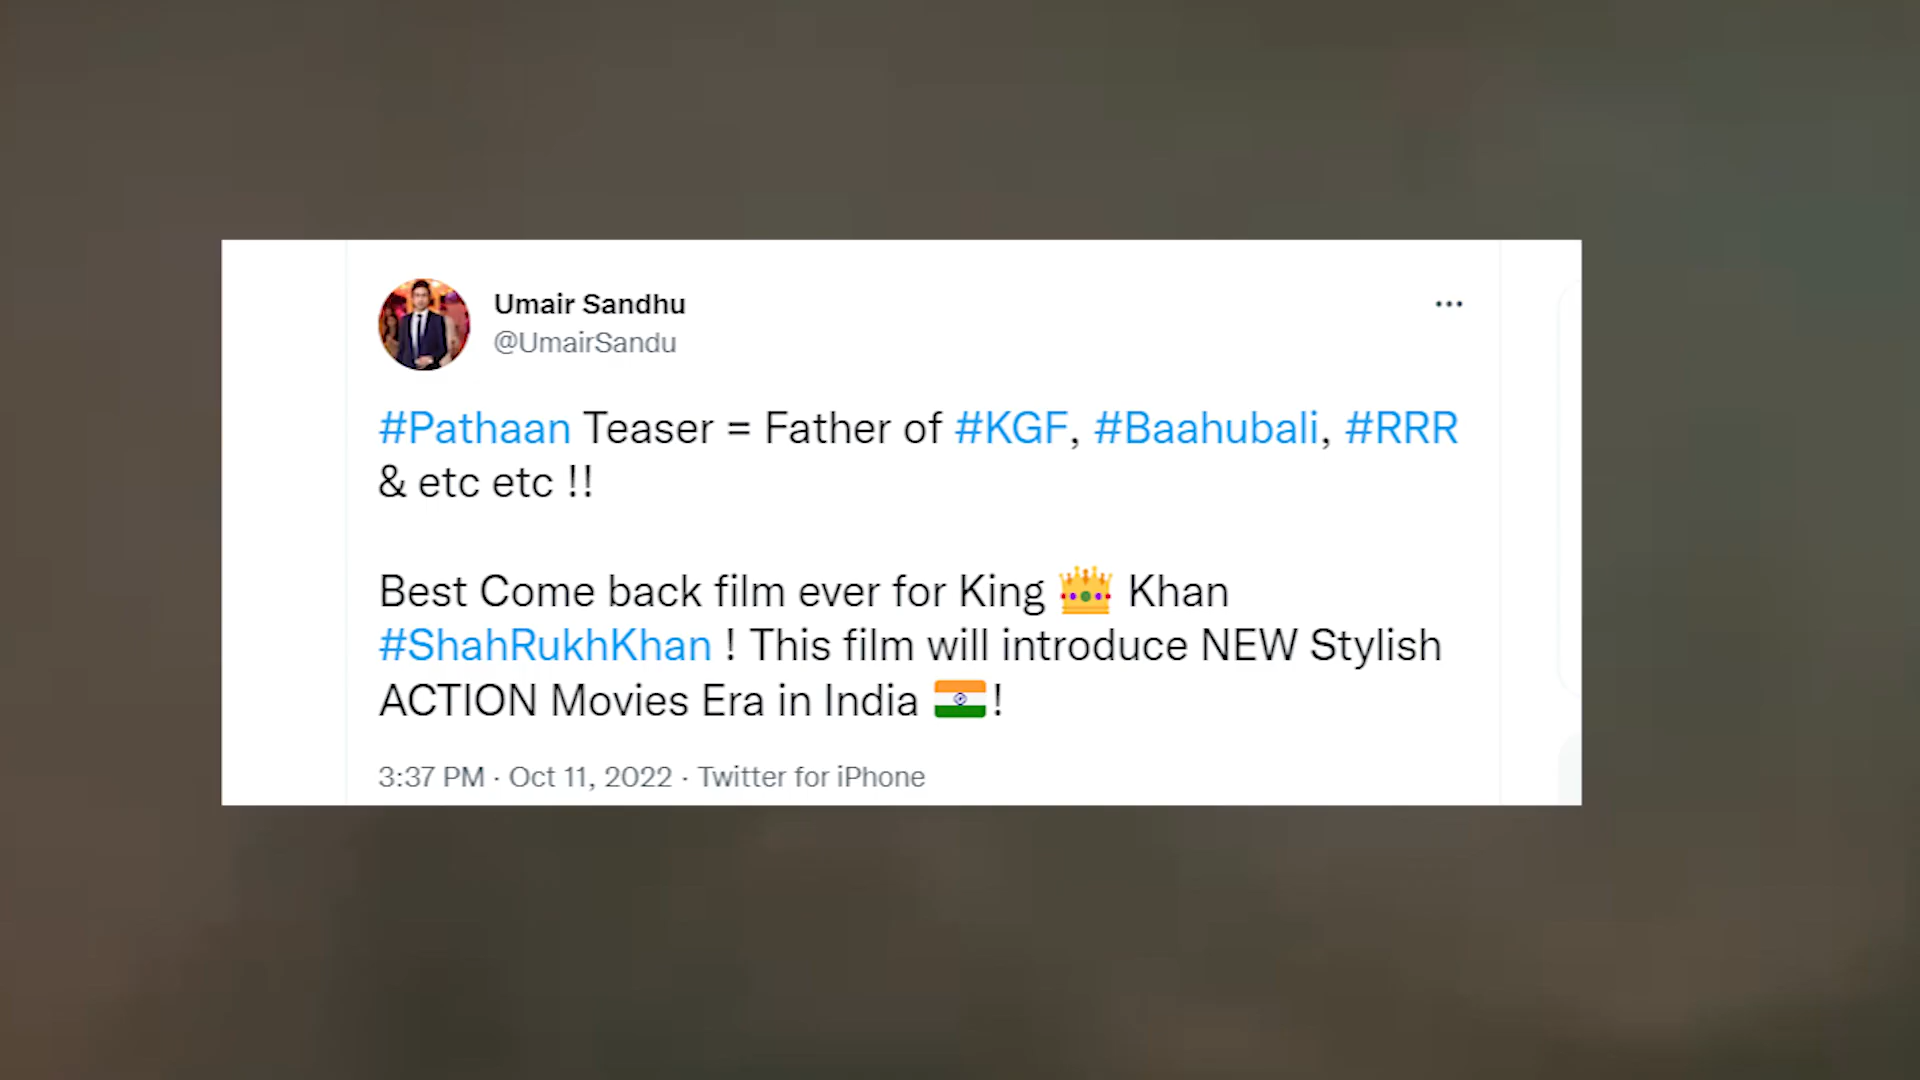 Umair Sandhu
@UmairSandu
#Pathaan Teaser = Father of #KGF, #Baahubali, #RRR
& etc etc !!
Best Come back film ever for King 👑 Khan
#ShahRukhKhan ! This film will introduce NEW Stylish
ACTION Movies Era in India 🇮🇳!
3:37 PM · Oct 11, 2022 · Twitter for iPhone